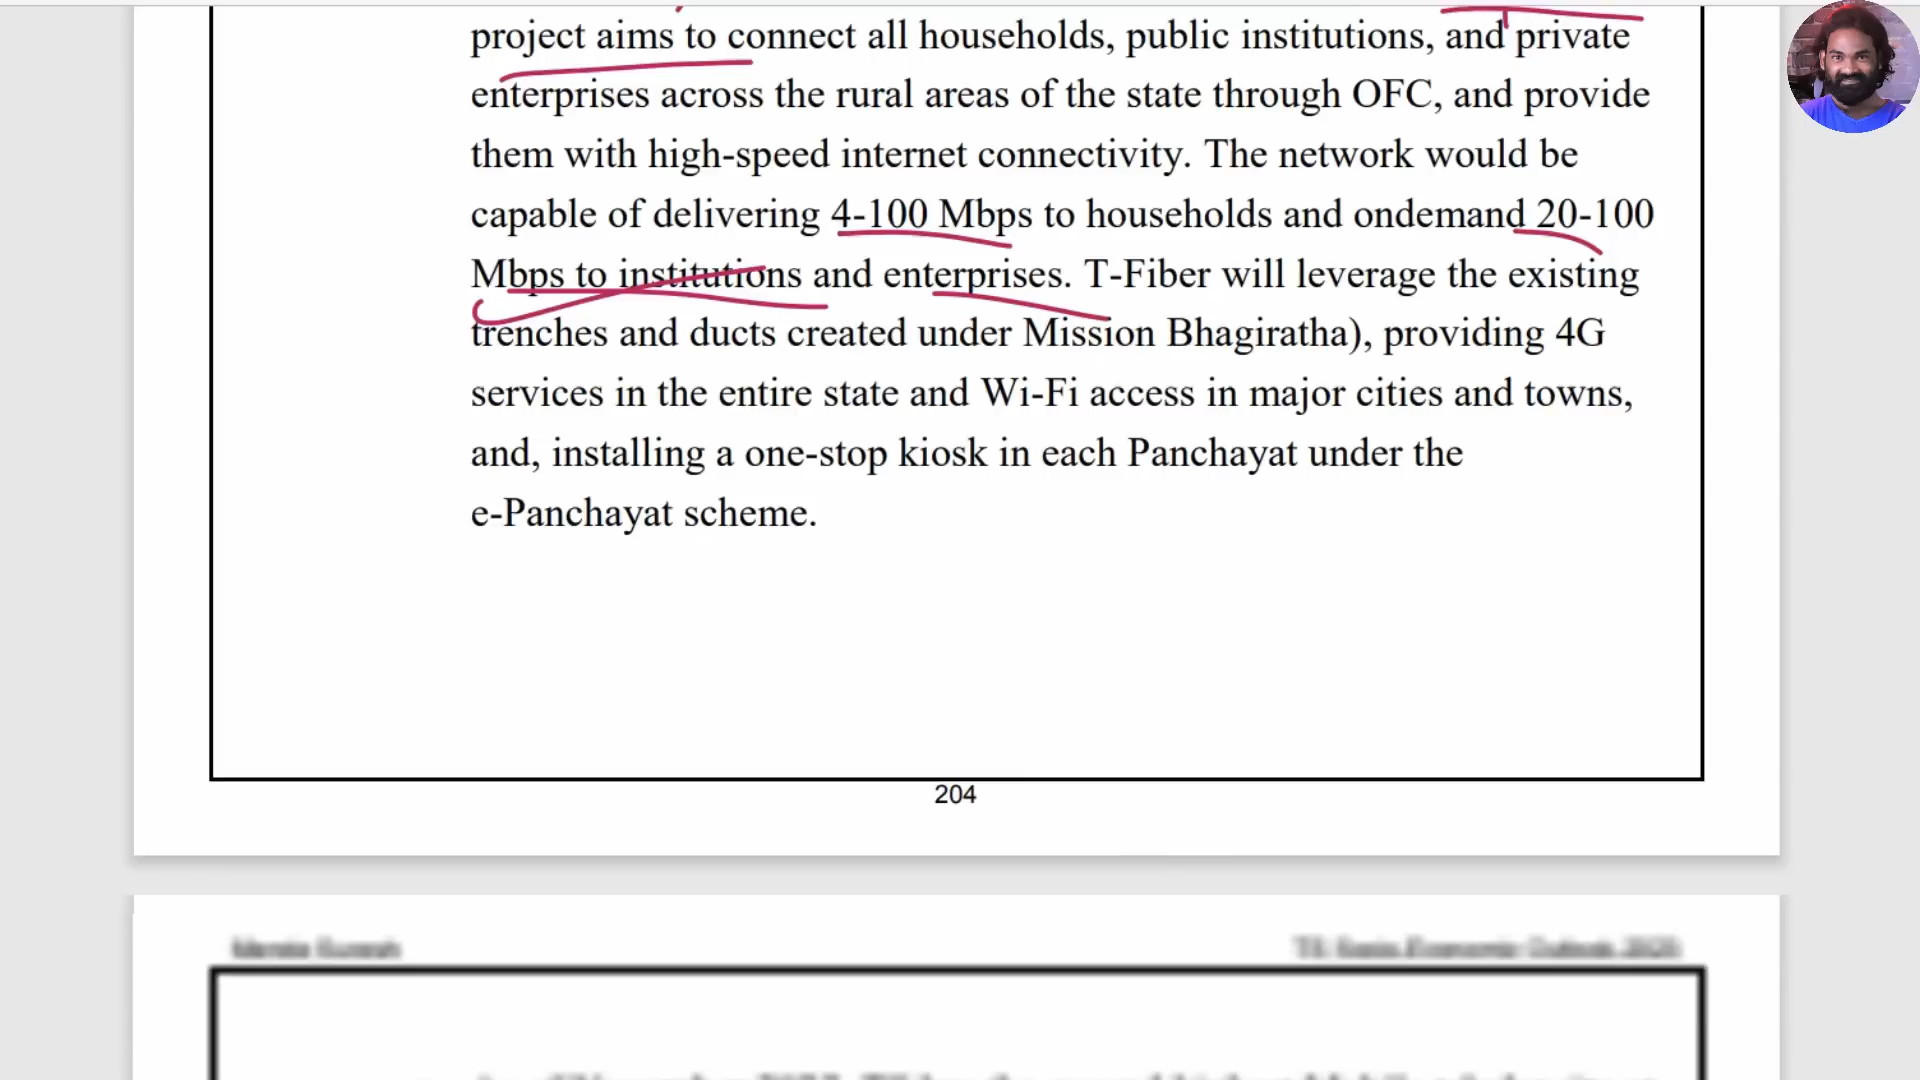 project aims to connect all households, public institutions, and private
enterprises across the rural areas of the state through OFC, and provide
them with high-speed internet connectivity. The network would be
capable of delivering 4-100 Mbps to households and ondemand 20-100
Mbps to institutions and enterprises. T-Fiber will leverage the existing
trenches and ducts created under Mission Bhagiratha), providing 4G
services in the entire state and Wi-Fi access in major cities and towns,
and, installing a one-stop kiosk in each Panchayat under the
e-Panchayat scheme.
204